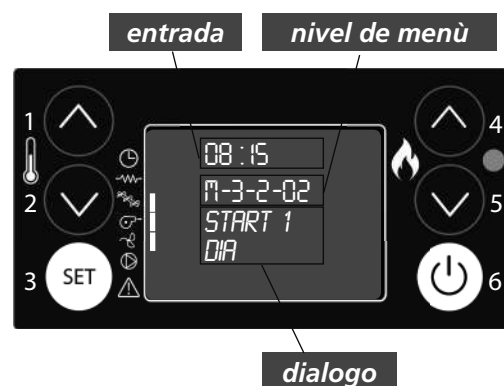 entrada
nivel de menù
1
4
08:15
M-3-2-02
2
5
START 1
DIA
3
SET
6
dialogo